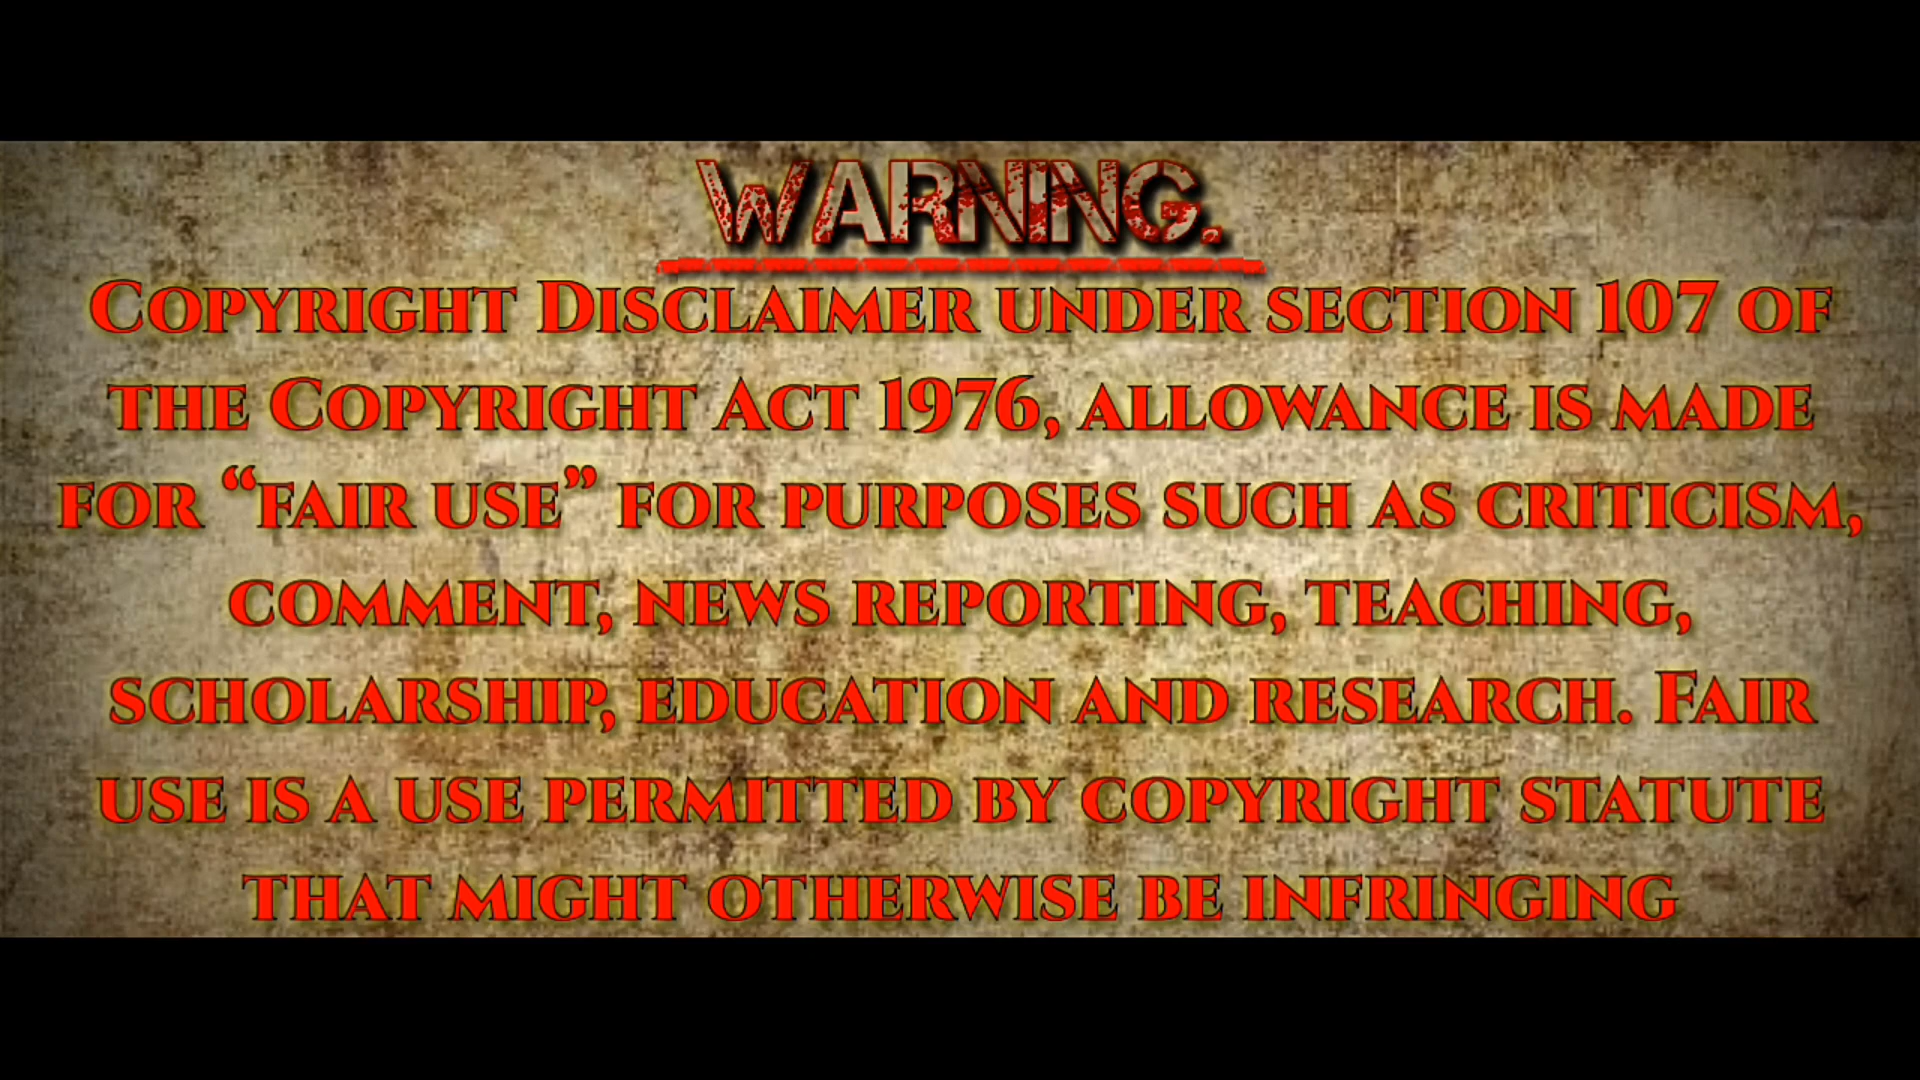 WARNING.
Copyright Disclaimer under section 107 of
the Copyright Act 1976, allowance is made
for “fair use” for purposes such as criticism,
comment, news reporting, teaching,
scholarship, education and research. Fair
use is a use permitted by copyright statute
that might otherwise be infringing